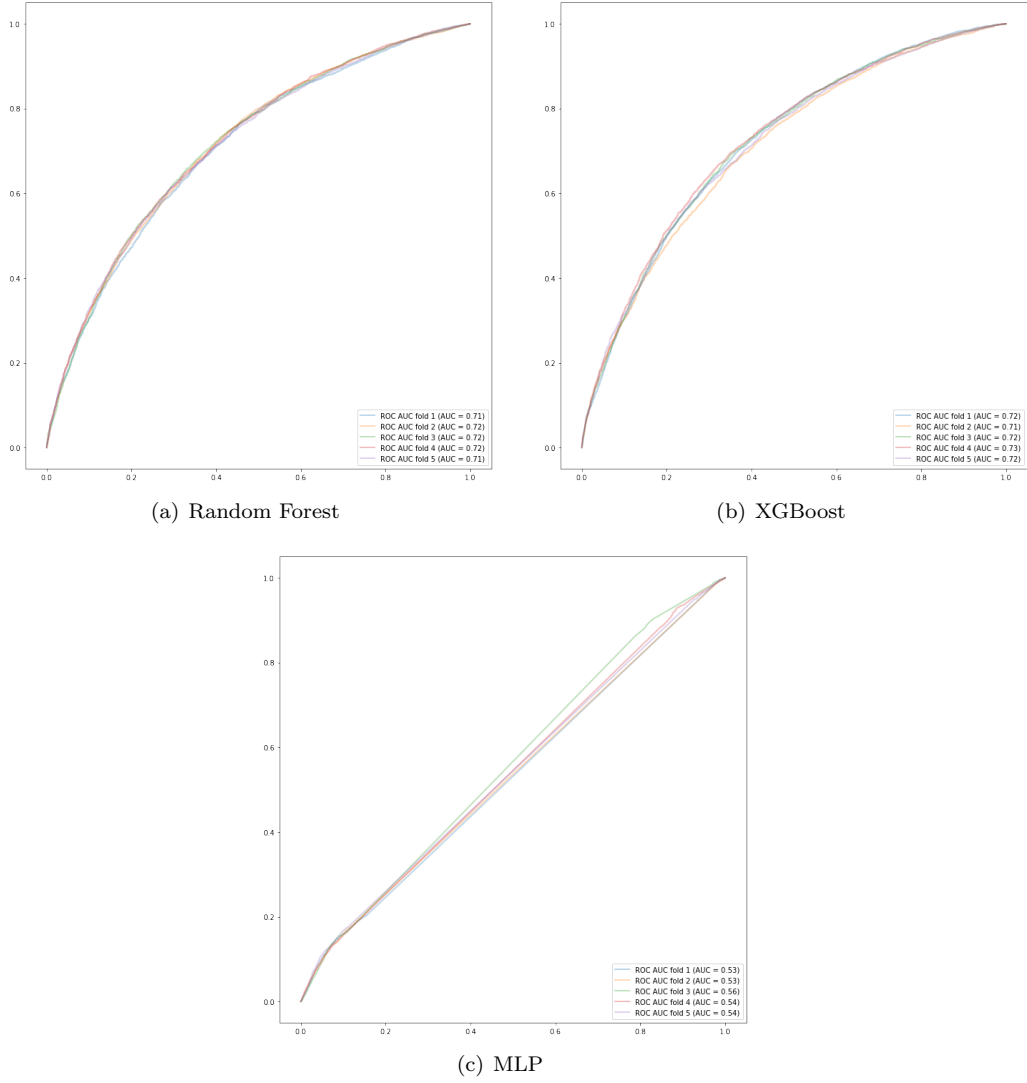 1.0
0.8
0.6
0.4
0.2
0.0
0.0 0.2 0.4 0.6 0.8 1.0
ROC AUC fold 1 (AUC = 0.71)
ROC AUC fold 2 (AUC = 0.72)
ROC AUC fold 3 (AUC = 0.72)
ROC AUC fold 4 (AUC = 0.72)
ROC AUC fold 5 (AUC = 0.71)
(a) Random Forest
1.0
0.8
0.6
0.4
0.2
0.0
0.0 0.2 0.4 0.6 0.8 1.0
ROC AUC fold 1 (AUC = 0.72)
ROC AUC fold 2 (AUC = 0.71)
ROC AUC fold 3 (AUC = 0.72)
ROC AUC fold 4 (AUC = 0.73)
ROC AUC fold 5 (AUC = 0.72)
(b) XGBoost
1.0
0.8
0.6
0.4
0.2
0.0
0.0 0.2 0.4 0.6 0.8 1.0
ROC AUC fold 1 (AUC = 0.53)
ROC AUC fold 2 (AUC = 0.53)
ROC AUC fold 3 (AUC = 0.56)
ROC AUC fold 4 (AUC = 0.54)
ROC AUC fold 5 (AUC = 0.54)
(c) MLP